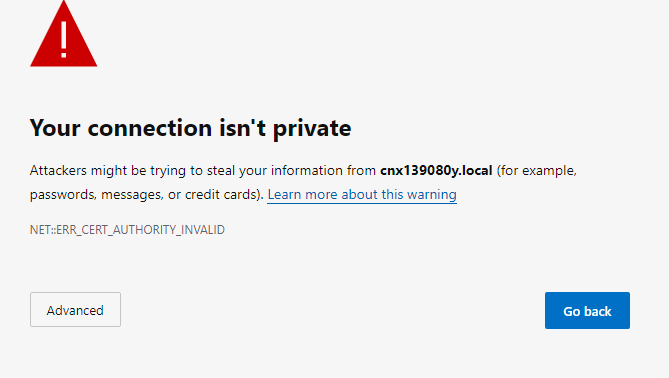 Your connection isn't private
Attackers might be trying to steal your information from cnx139080y.local (for example,
passwords, messages, or credit cards). Learn more about this warning
NET::ERR_CERT_AUTHORITY_INVALID
Advanced
Go back